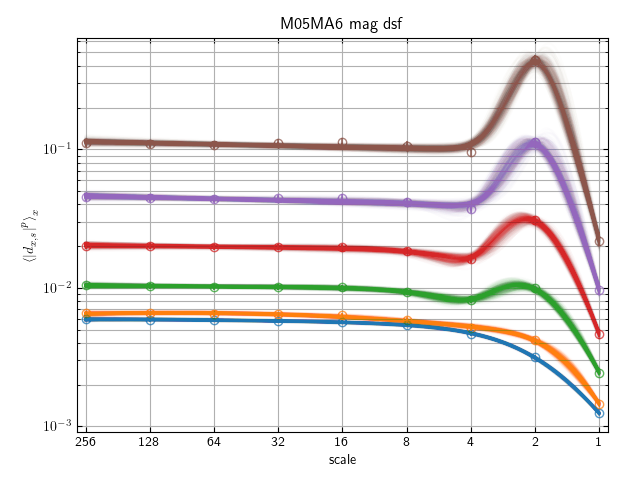 M05MA6 mag dsf
⟨|d_{x,s}|^p⟩_x
10^{-1}
10^{-2}
10^{-3}
256 128 64 32 16 8 4 2 1
scale